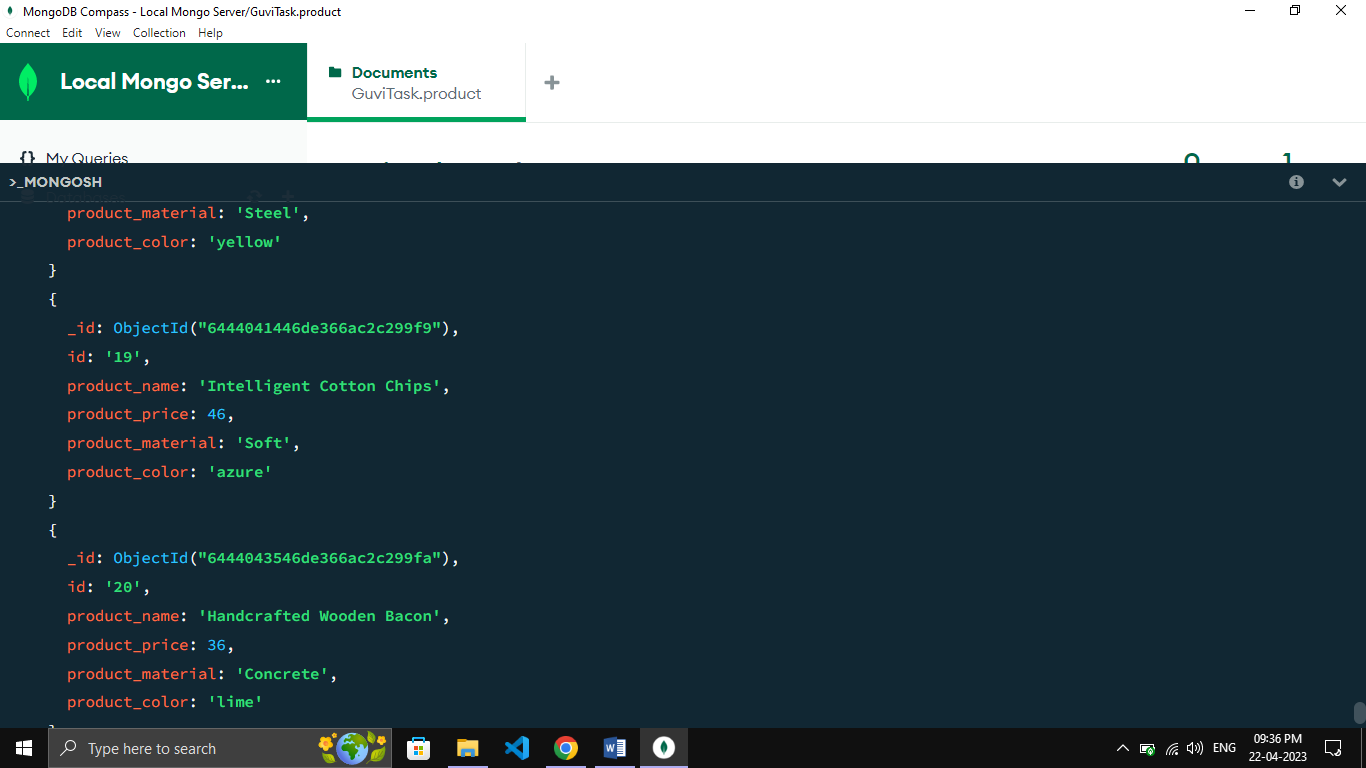 MongoDB Compass - Local Mongo Server/GuviTask.product
Connect Edit View Collection Help
Local Mongo Ser... ···
Documents
GuviTask.product
+
{} My Queries
>_MONGOSH
product_material: 'Steel',
product_color: 'yellow'
}
{
_id: ObjectId("6444041446de366ac2c299f9"),
id: '19',
product_name: 'Intelligent Cotton Chips',
product_price: 46,
product_material: 'Soft',
product_color: 'azure'
}
{
_id: ObjectId("6444043546de366ac2c299fa"),
id: '20',
product_name: 'Handcrafted Wooden Bacon',
product_price: 36,
product_material: 'Concrete',
product_color: 'lime'
Type here to search
ENG
09:36 PM
22-04-2023